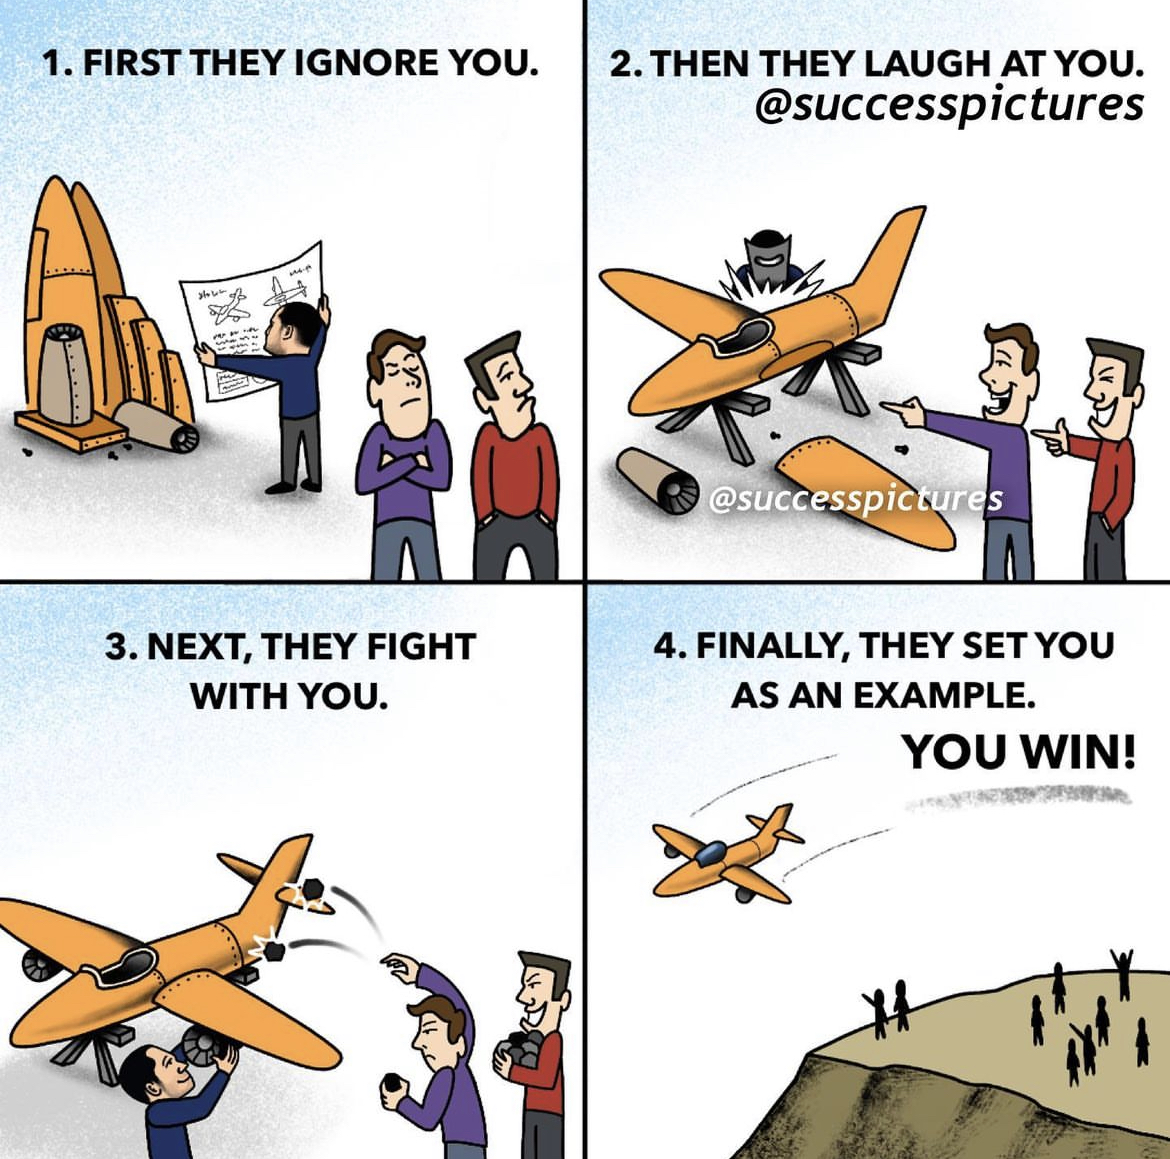 1. FIRST THEY IGNORE YOU.
2. THEN THEY LAUGH AT YOU.
@successpictures
@successpictures
3. NEXT, THEY FIGHT
WITH YOU.
4. FINALLY, THEY SET YOU
AS AN EXAMPLE.
YOU WIN!